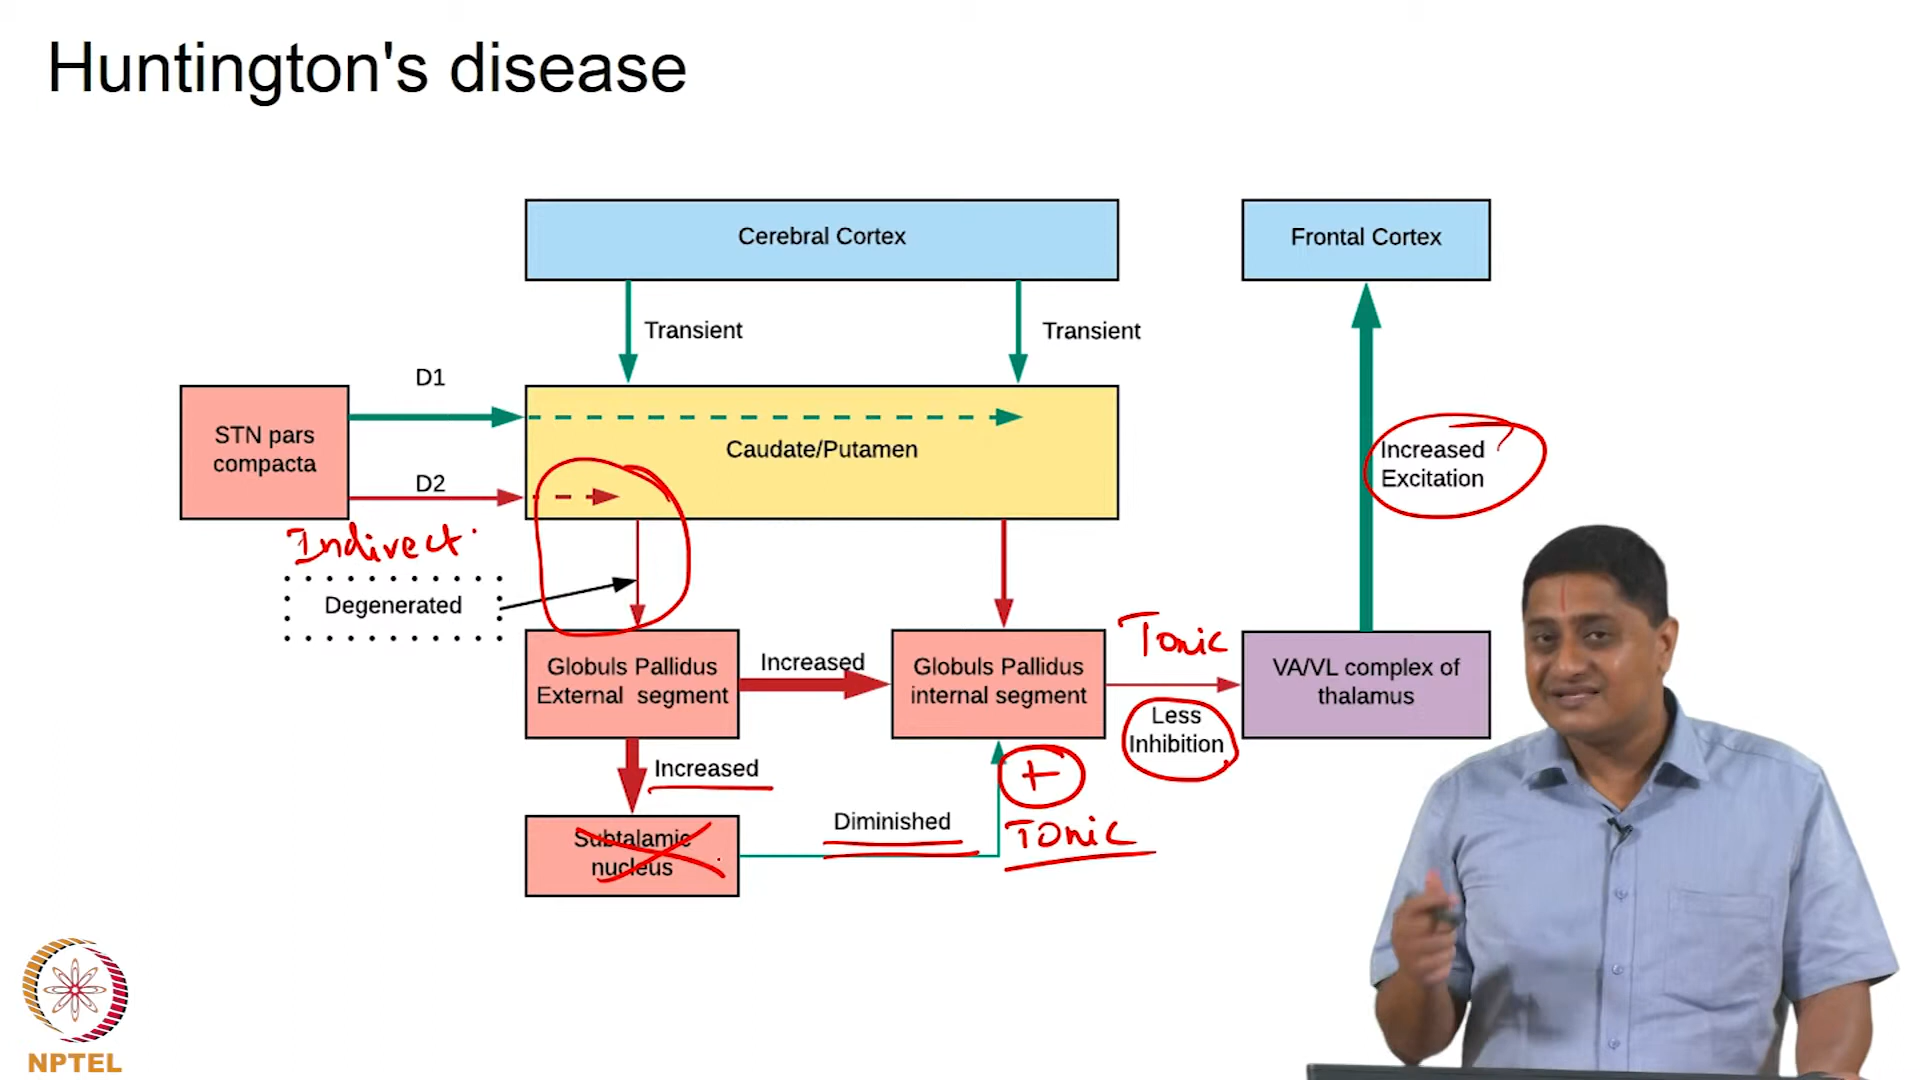 Huntington's disease
Cerebral Cortex
Frontal Cortex
Transient
Transient
D1
STN pars
compacta
Caudate/Putamen
D2
Increased
Excitation
Indirect
Degenerated
Tonic
Globuls Pallidus
External segment
Increased
Globuls Pallidus
internal segment
VA/VL complex of
thalamus
Less
Inhibition
Increased
+
Diminished
Tonic
Subtalamic
nucleus
NPTEL